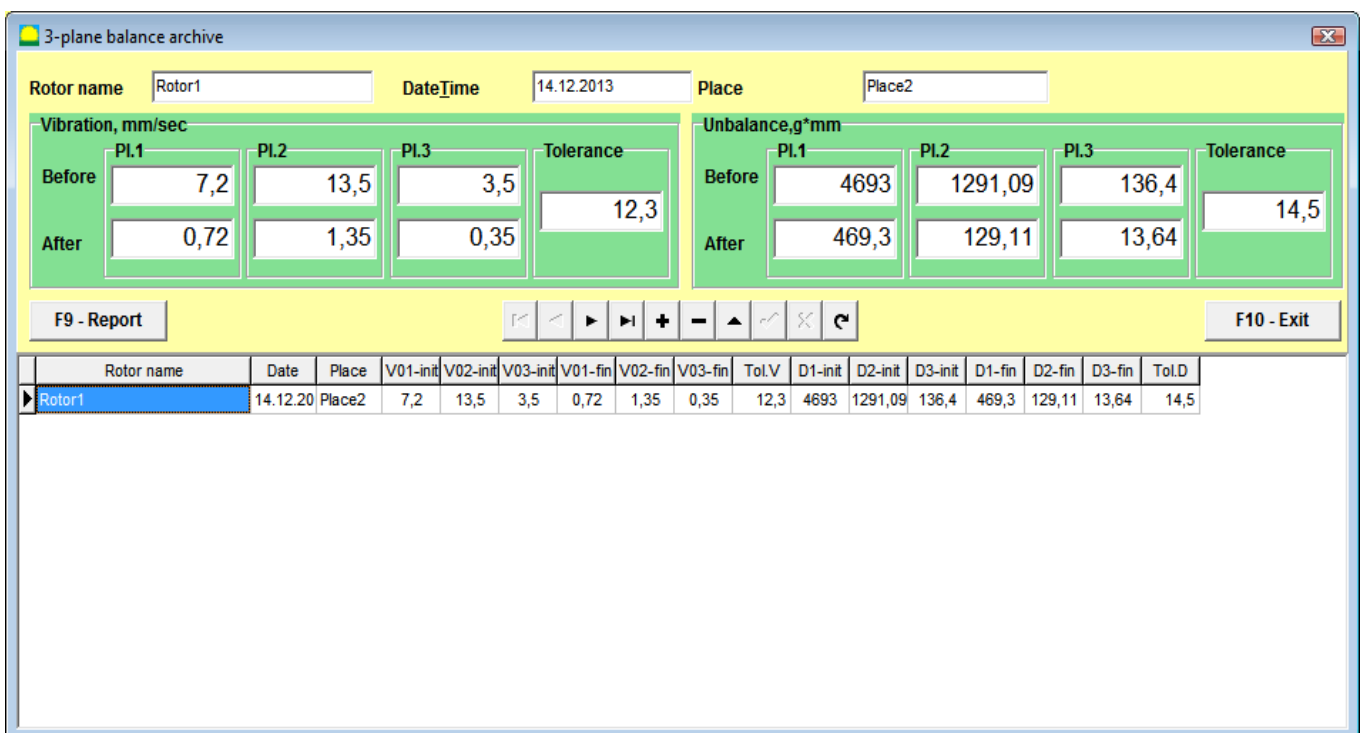 3-plane balance archive
Rotor name Rotor1 DateTime 14.12.2013 Place Place2
Vibration, mm/sec Unbalance,g*mm
Pl.1 Pl.2 Pl.3 Tolerance Pl.1 Pl.2 Pl.3 Tolerance
Before 7,2 13,5 3,5 12,3 Before 4693 1291,09 136,4 14,5
After 0,72 1,35 0,35 After 469,3 129,11 13,64
F9 - Report F10 - Exit
Rotor name Date Place V01-init V02-init V03-init V01-fin V02-fin V03-fin Tol.V D1-init D2-init D3-init D1-fin D2-fin D3-fin Tol.D
Rotor1 14.12.20 Place2 7,2 13,5 3,5 0,72 1,35 0,35 12,3 4693 1291,09 136,4 469,3 129,11 13,64 14,5